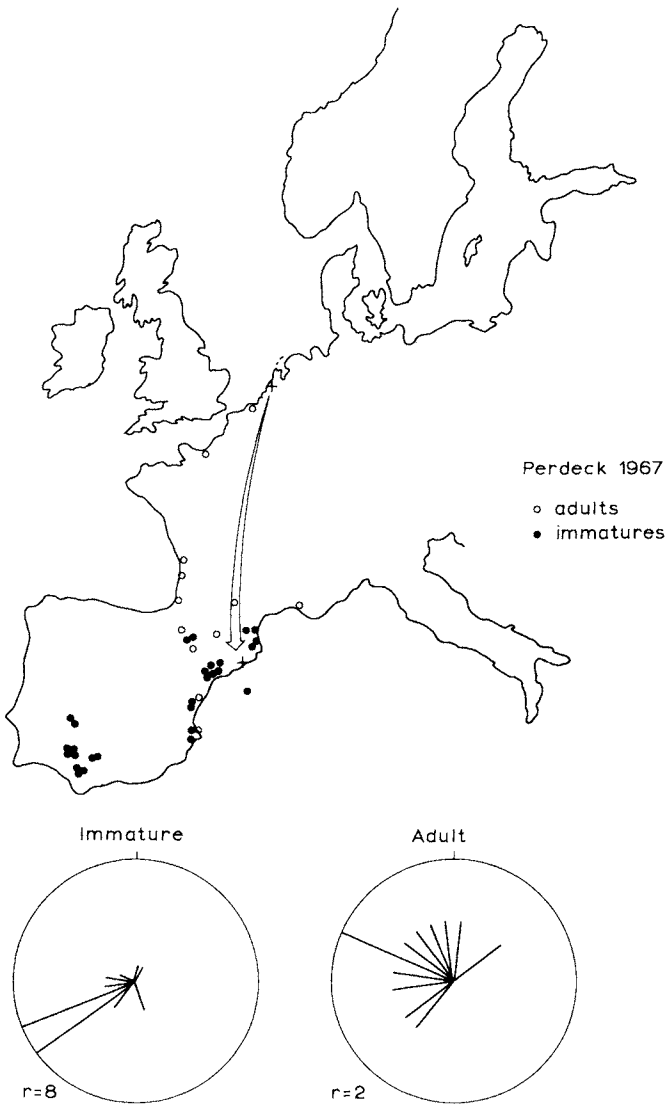 Perdeck 1967
adults
immatures
Immature
Adult
r=8
r=2